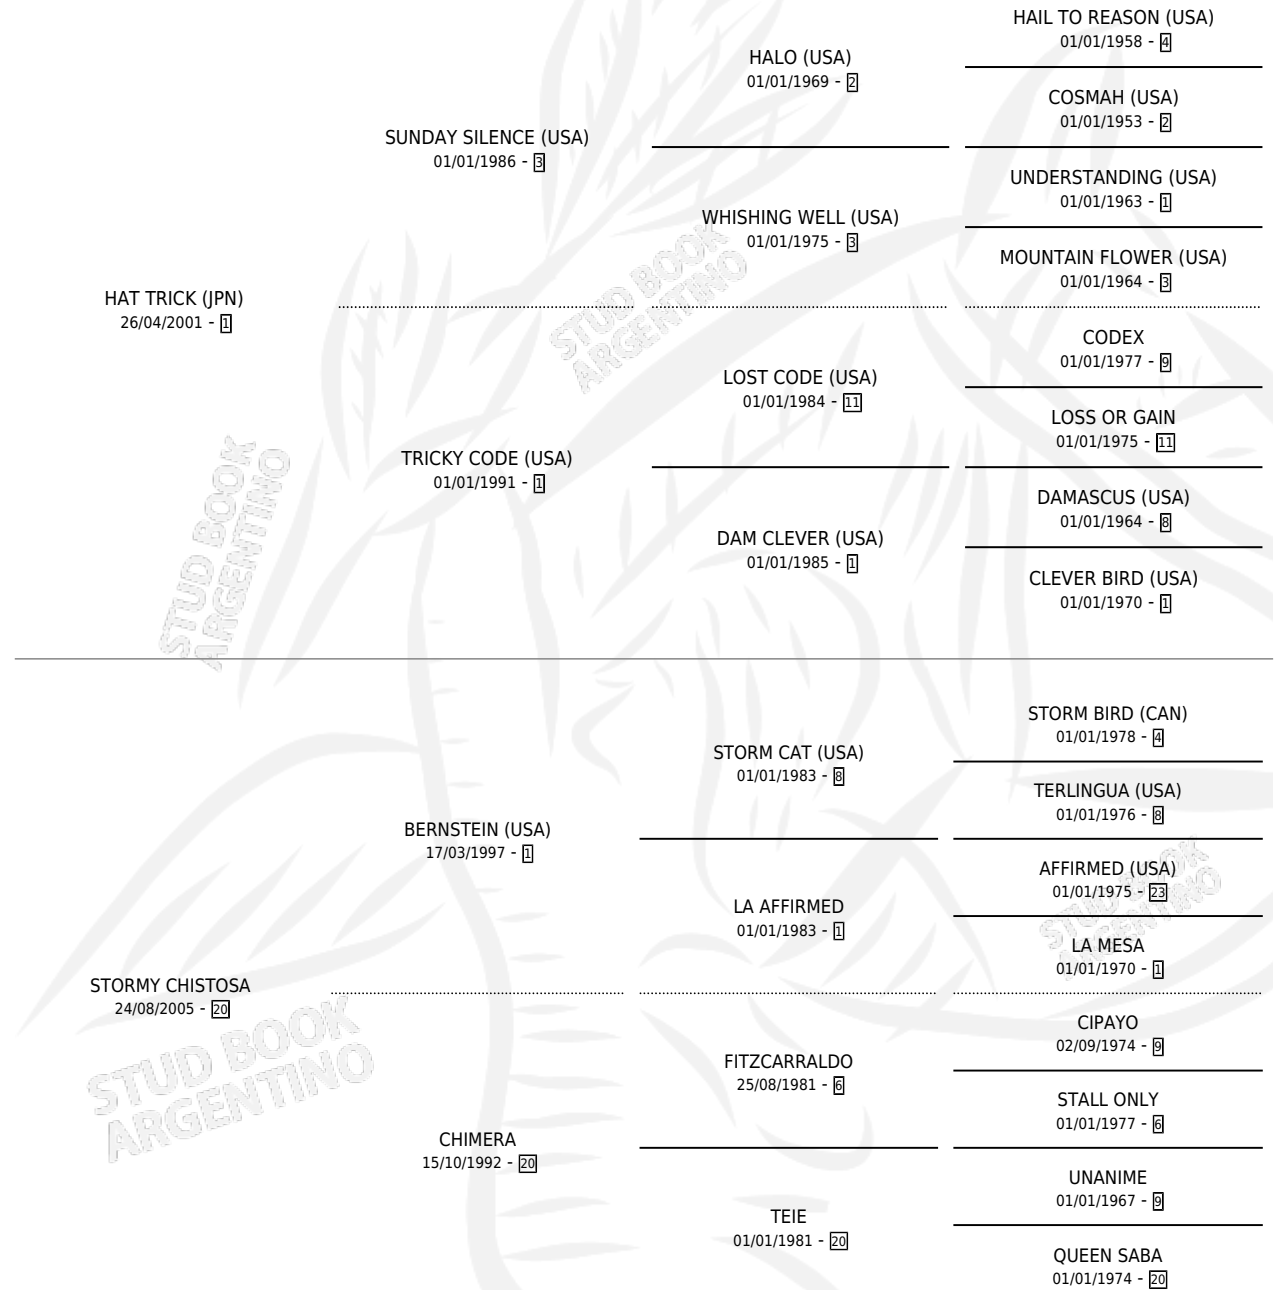 HAIL TO REASON (USA)
01/01/1958 - 4
HALO (USA)
01/01/1969 - 2
COSMAH (USA)
01/01/1953 - 2
SUNDAY SILENCE (USA)
01/01/1986 - 3
UNDERSTANDING (USA)
01/01/1963 - 1
WHISHING WELL (USA)
01/01/1975 - 3
MOUNTAIN FLOWER (USA)
01/01/1964 - 3
HAT TRICK (JPN)
26/04/2001 - 1
STUD BOOK
ARGENTINO
CODEX
01/01/1977 - 9
LOST CODE (USA)
01/01/1984 - 11
LOSS OR GAIN
01/01/1975 - 11
TRICKY CODE (USA)
01/01/1991 - 1
DAMASCUS (USA)
01/01/1964 - 8
DAM CLEVER (USA)
01/01/1985 - 1
CLEVER BIRD (USA)
01/01/1970 - 1
STUD BOOK
ARGENTINO
STORM BIRD (CAN)
01/01/1978 - 4
STORM CAT (USA)
01/01/1983 - 8
TERLINGUA (USA)
01/01/1976 - 8
BERNSTEIN (USA)
17/03/1997 - 1
AFFIRMED (USA)
01/01/1975 - 23
LA AFFIRMED
01/01/1983 - 1
STUD BOOK
ARGENTINO
LA MESA
01/01/1970 - 1
STORMY CHISTOSA
24/08/2005 - 20
STUD BOOK
ARGENTINO
CIPAYO
02/09/1974 - 9
FITZCARRALDO
25/08/1981 - 6
STALL ONLY
01/01/1977 - 6
CHIMERA
15/10/1992 - 20
UNANIME
01/01/1967 - 9
TEIE
01/01/1981 - 20
QUEEN SABA
01/01/1974 - 20